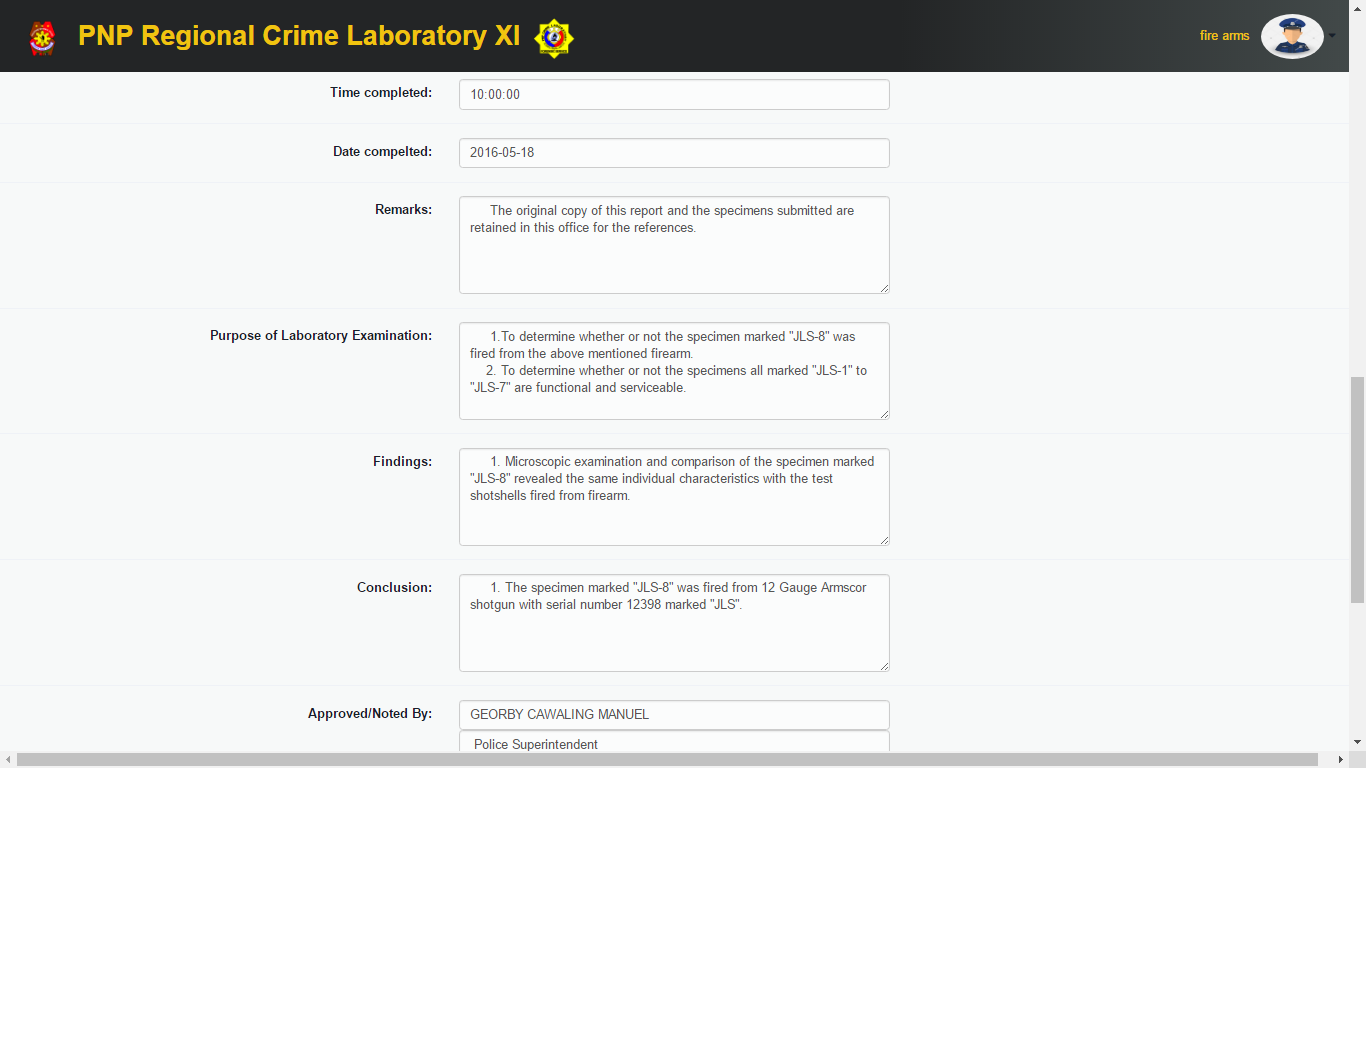 PNP Regional Crime Laboratory XI
fire arms
Time completed:
10:00:00
Date compelted:
2016-05-18
Remarks:
The original copy of this report and the specimens submitted are
retained in this office for the references.
Purpose of Laboratory Examination:
1.To determine whether or not the specimen marked "JLS-8" was
fired from the above mentioned firearm.
2. To determine whether or not the specimens all marked "JLS-1" to
"JLS-7" are functional and serviceable.
Findings:
1. Microscopic examination and comparison of the specimen marked
"JLS-8" revealed the same individual characteristics with the test
shotshells fired from firearm.
Conclusion:
1. The specimen marked "JLS-8" was fired from 12 Gauge Armscor
shotgun with serial number 12398 marked "JLS".
Approved/Noted By:
GEORBY CAWALING MANUEL
Police Superintendent